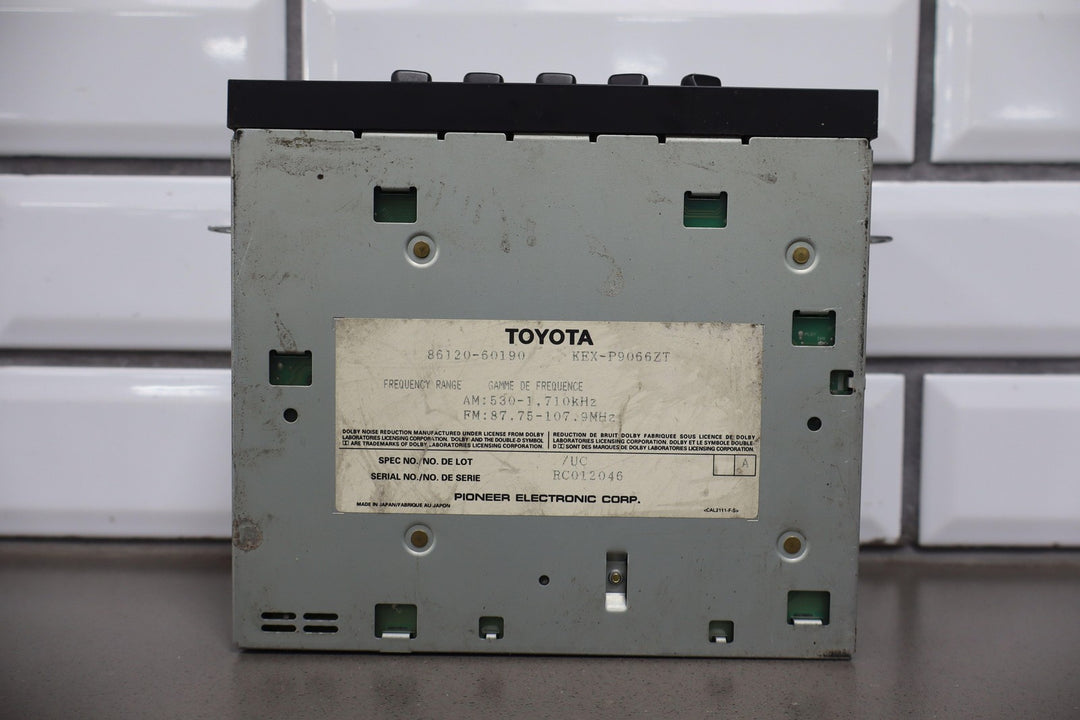 TOYOTA
86120-60190 KEX-P9066ZT
FREQUENCY RANGE GAMME DE FREQUENCE
AM:530-1,710kHz
FM:87.75-107.9MHz
DOLBY NOISE REDUCTION MANUFACTURED UNDER LICENSE FROM DOLBY
LABORATORIES LICENSING CORPORATION. DOLBY AND THE DOUBLE-D SYMBOL
ARE TRADEMARKS OF DOLBY LABORATORIES LICENSING CORPORATION.
REDUCTION DE BRUIT DOLBY FABRIQUEE SOUS LICENCE DE DOLBY
LABORATORIES LICENSING CORPORATION. DOLBY ET LE SYMBOLE DOUBLE-
D SONT DES MARQUES DE DOLBY LABORATORIES LICENSING CORPORATION.
SPEC NO./NO. DE LOT /UC A
SERIAL NO./NO. DE SERIE RC012046
PIONEER ELECTRONIC CORP.
MADE IN JAPAN/FABRIQUE AU JAPON <CAL3111-F-S>